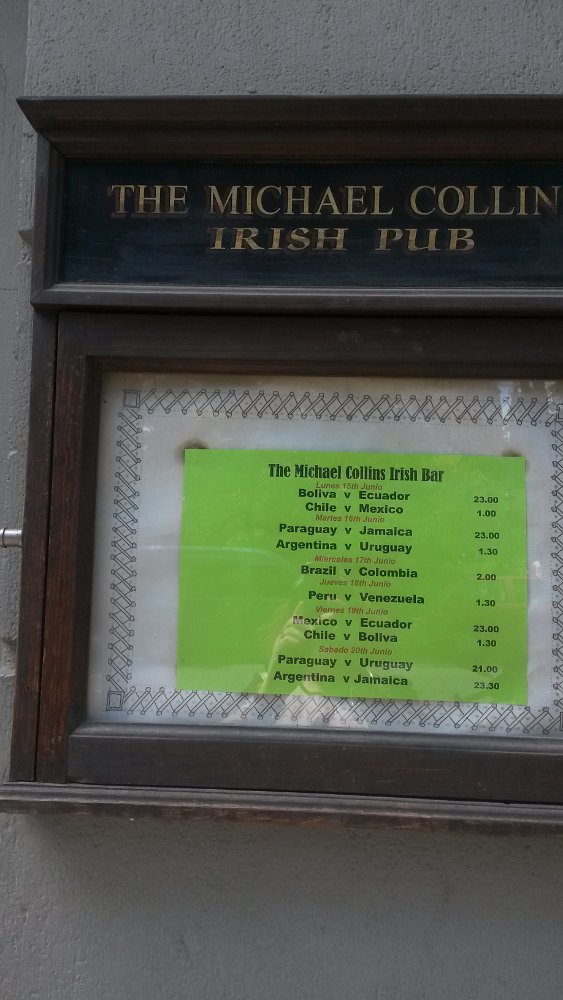 THE MICHAEL COLLIN
IRISH PUB
The Michael Collins Irish Bar
Lunes 15th Junio
Boliva v Ecuador 23.00
Chile v Mexico 1.00
Martes 16th Junio
Paraguay v Jamaica 23.00
Argentina v Uruguay 1.30
Miercoles 17th Junio
Brazil v Colombia 2.00
Jueves 18th Junio
Peru v Venezuela 1.30
Viernes 19th Junio
Mexico v Ecuador 23.00
Chile v Boliva 1.30
Sabado 20th Junio
Paraguay v Uruguay 21.00
Argentina v Jamaica 23.30